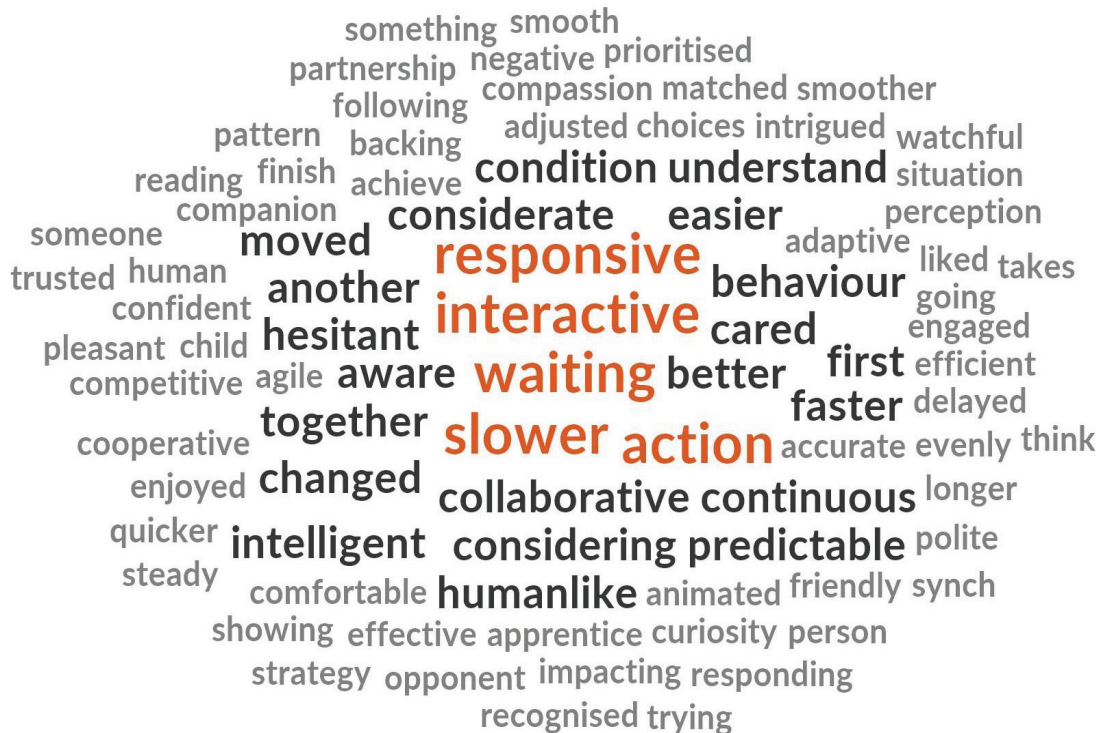 something smooth
partnership negative prioritised
following compassion matched smoother
pattern backing adjusted choices intrigued watchful
reading finish achieve condition understand situation
companion considerate easier perception
someone moved responsive adaptive
trusted human another behaviour liked takes
confident interactive going
pleasant child hesitant cared engaged
competitive agile aware waiting better first efficient
together faster delayed
cooperative slower action accurate evenly think
enjoyed changed collaborative continuous longer
quicker intelligent considering predictable polite
steady comfortable humanlike animated friendly synch
showing effective apprentice curiosity person
strategy opponent impacting responding
recognised trying